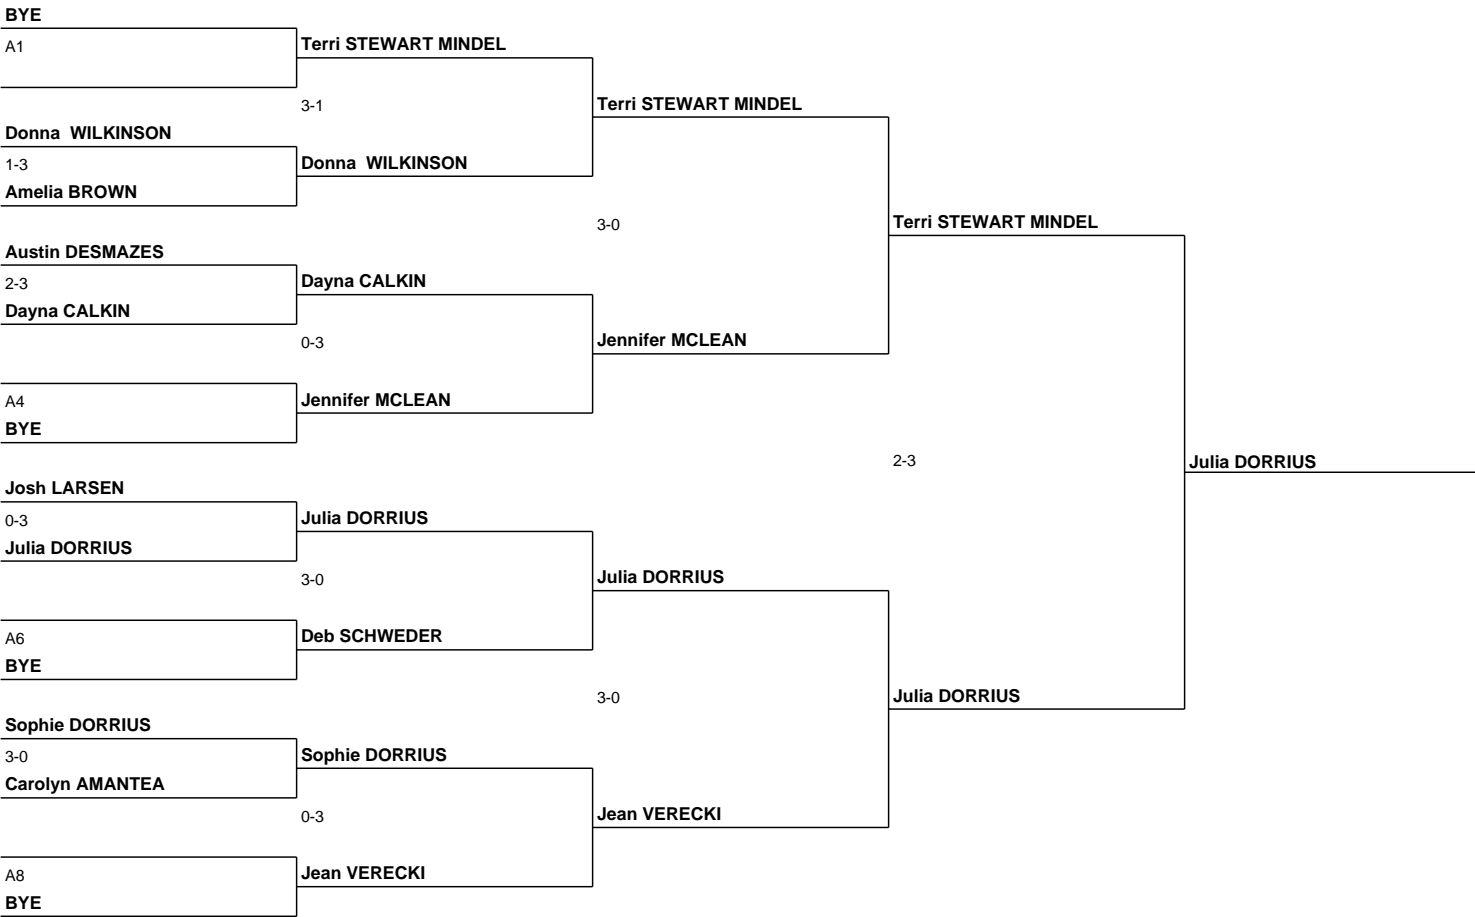 BYE
A1
Terri STEWART MINDEL
3-1
Terri STEWART MINDEL
Donna  WILKINSON
1-3
Donna  WILKINSON
Amelia BROWN
3-0
Terri STEWART MINDEL
Austin DESMAZES
2-3
Dayna CALKIN
Dayna CALKIN
0-3
Jennifer MCLEAN
A4
Jennifer MCLEAN
BYE
2-3
Julia DORRIUS
Josh LARSEN
0-3
Julia DORRIUS
Julia DORRIUS
3-0
Julia DORRIUS
A6
Deb SCHWEDER
BYE
3-0
Julia DORRIUS
Sophie DORRIUS
3-0
Sophie DORRIUS
Carolyn AMANTEA
0-3
Jean VERECKI
A8
Jean VERECKI
BYE